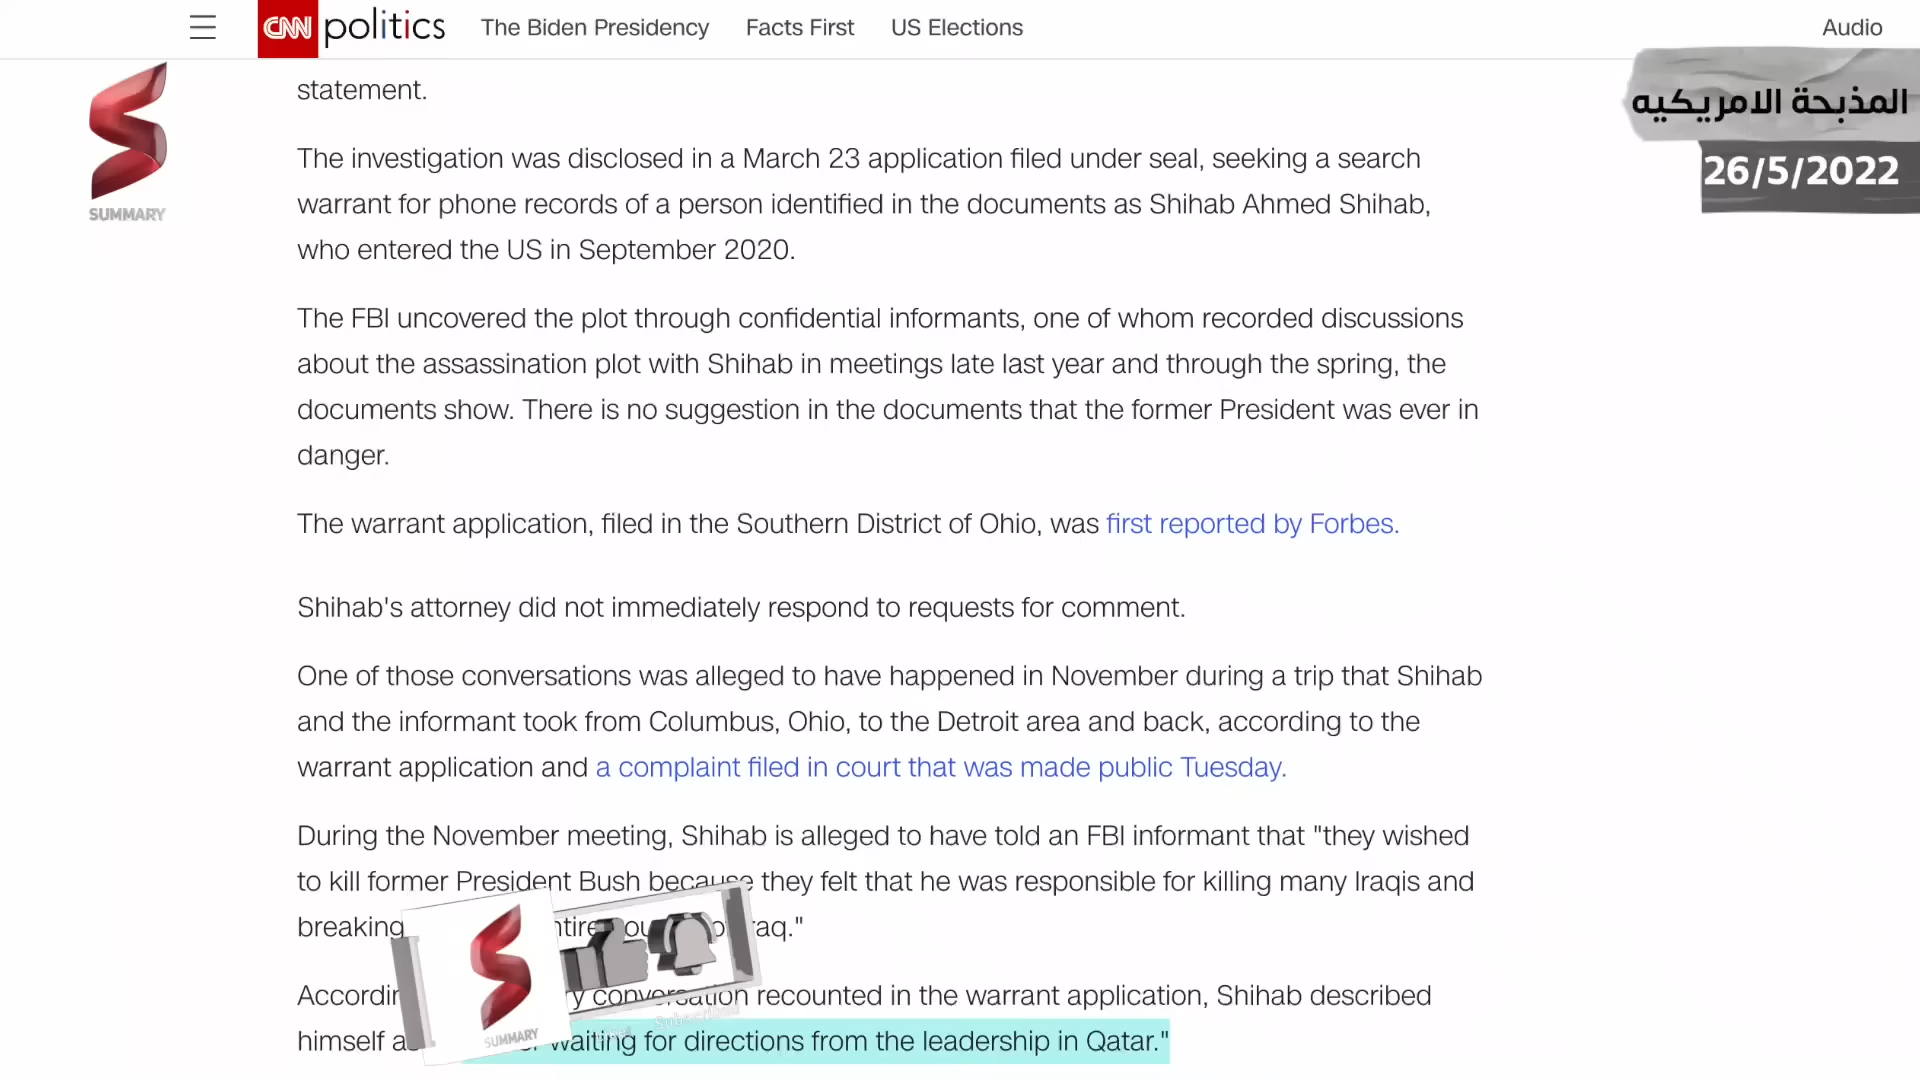 CNN politics The Biden Presidency Facts First US Elections Audio
SUMMARY
المذبحة الامريكيه
26/5/2022
statement.
The investigation was disclosed in a March 23 application filed under seal, seeking a search
warrant for phone records of a person identified in the documents as Shihab Ahmed Shihab,
who entered the US in September 2020.
The FBI uncovered the plot through confidential informants, one of whom recorded discussions
about the assassination plot with Shihab in meetings late last year and through the spring, the
documents show. There is no suggestion in the documents that the former President was ever in
danger.
The warrant application, filed in the Southern District of Ohio, was first reported by Forbes.
Shihab's attorney did not immediately respond to requests for comment.
One of those conversations was alleged to have happened in November during a trip that Shihab
and the informant took from Columbus, Ohio, to the Detroit area and back, according to the
warrant application and a complaint filed in court that was made public Tuesday.
During the November meeting, Shihab is alleged to have told an FBI informant that "they wished
to kill former President Bush because they felt that he was responsible for killing many Iraqis and
breaking
conversation recounted in the warrant application, Shihab described
himself waiting for directions from the leadership in Qatar."
SUMMARY